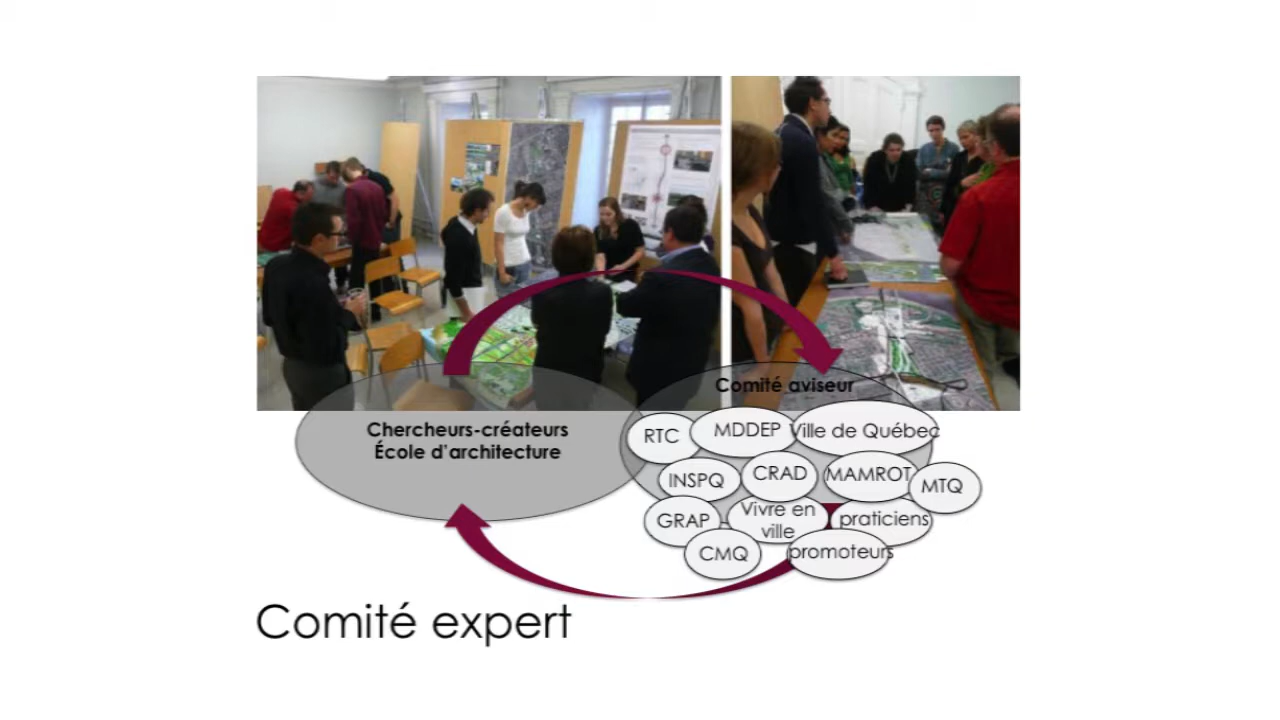 Comité aviseur
Chercheurs-créateurs
École d'architecture
RTC
MDDEP
Ville de Québec
INSPQ
CRAD
MAMROT
MTQ
GRAP
Vivre en
ville
praticiens
CMQ
promoteurs
Comité expert